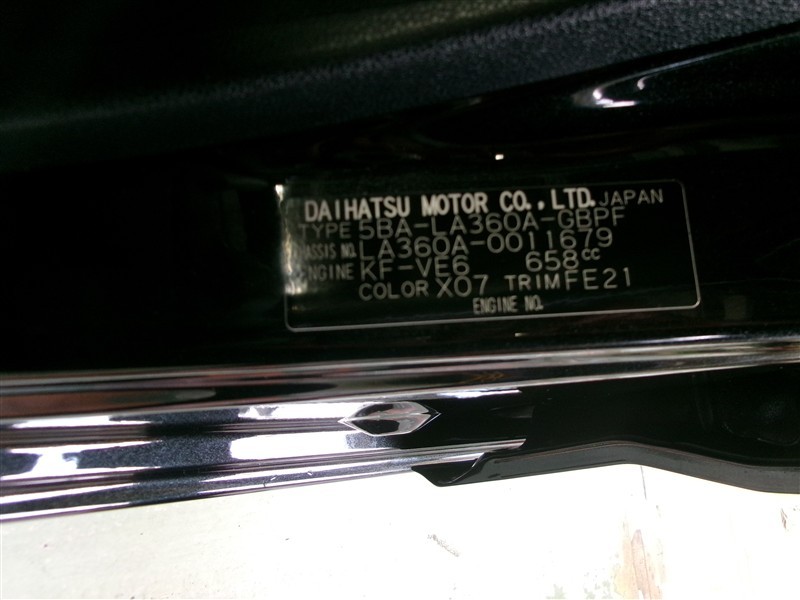 DAIHATSU MOTOR CO.,LTD. JAPAN
TYPE 5BA-LA360A-GBPF
CHASSIS NO. LA360A-0011679
ENGINE KF-VE6 658cc
COLOR X07 TRIM FE21
ENGINE NO.